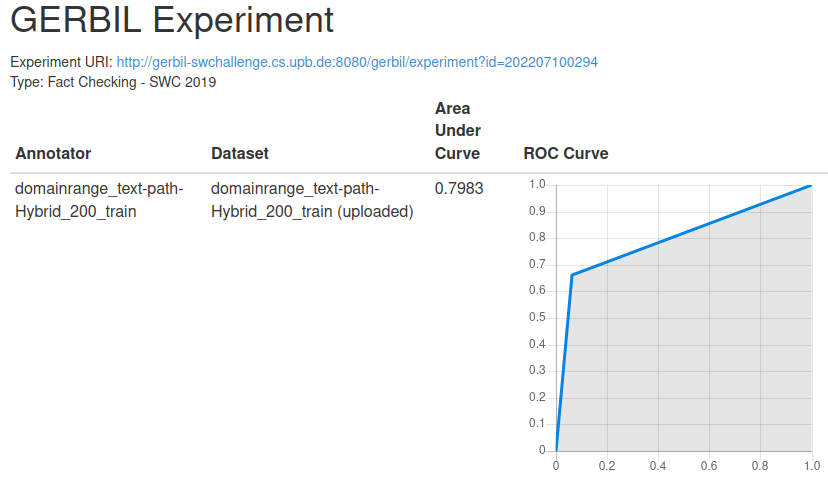 GERBIL Experiment
Experiment URI: http://gerbil-swchallenge.cs.upb.de:8080/gerbil/experiment?id=202207100294
Type: Fact Checking - SWC 2019
Annotator
Dataset
Area
Under
Curve
ROC Curve
domainrange_text-path-
Hybrid_200_train
domainrange_text-path-
Hybrid_200_train (uploaded)
0.7983
1.0
0.9
0.8
0.7
0.6
0.5
0.4
0.3
0.2
0.1
0
0 0.2 0.4 0.6 0.8 1.0